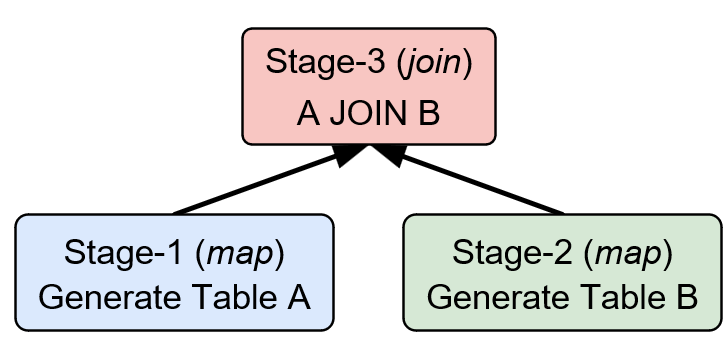 Stage-3 (join)
A JOIN B
Stage-1 (map)
Generate Table A
Stage-2 (map)
Generate Table B